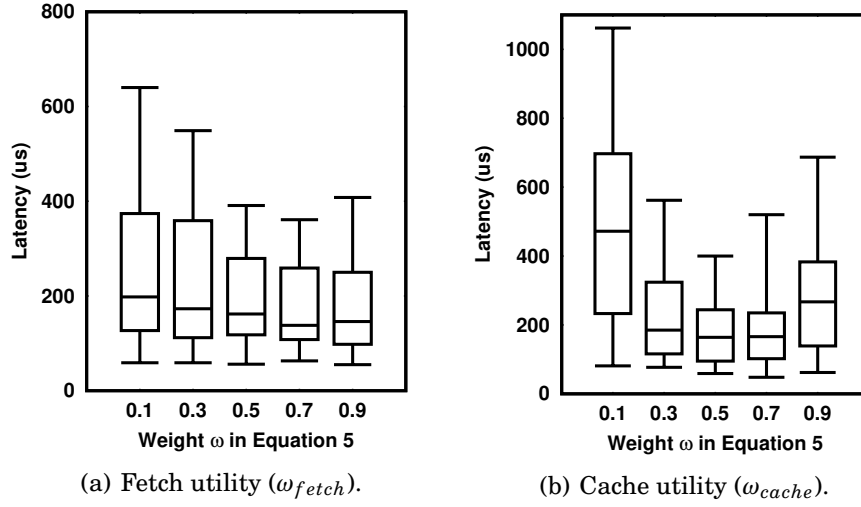 800
600
400
200
0
Latency (us)
0.1 0.3 0.5 0.7 0.9
Weight ω in Equation 5
(a) Fetch utility (ω_fetch).
1000
800
600
400
200
0
Latency (us)
0.1 0.3 0.5 0.7 0.9
Weight ω in Equation 5
(b) Cache utility (ω_cache).